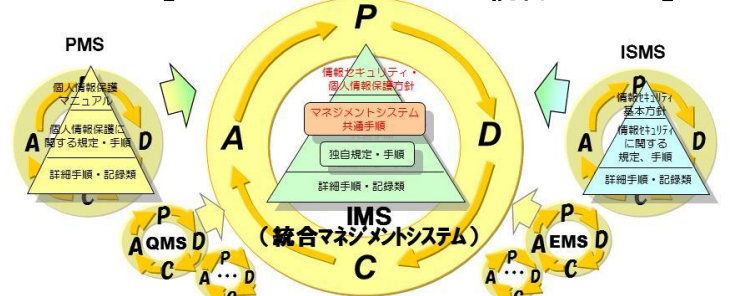 PMS
P
ISMS
個人情報保護
マニュアル
個人情報保護に
関する規定・手順
詳細手順・記録類
A
D
情報セキュリティ・
個人情報保護方針
マネジメントシステム
共通手順
独自規定・手順
詳細手順・記録類
A
D
IMS
(統合マネジメントシステム)
C
P
情報セキュリティ
基本方針
情報セキュリティ
に関する
規定、手順
詳細手順・記録類
A
D
C
P
A QMS D
C
P
A ··· D
P
A EMS D
C
P
A ··· D